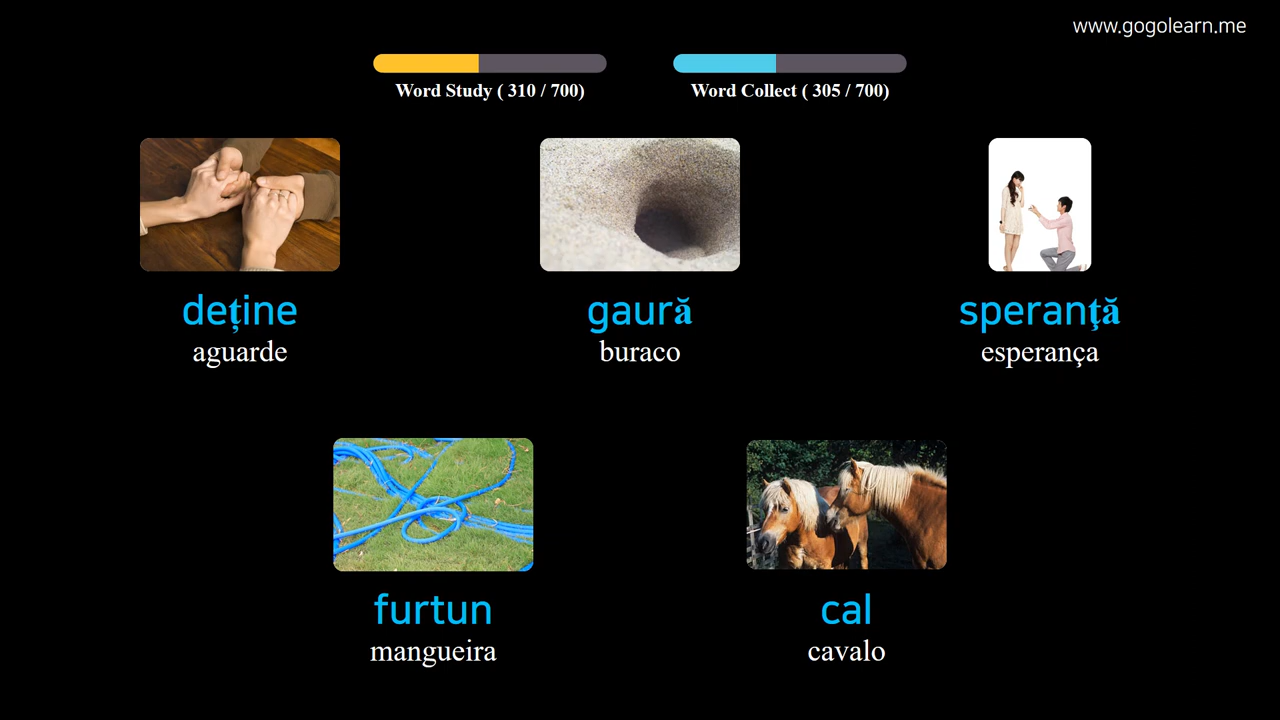 www.gogolearn.me
Word Study ( 310 / 700)
Word Collect ( 305 / 700)
deține
aguarde
gaură
buraco
speranţă
esperança
furtun
mangueira
cal
cavalo